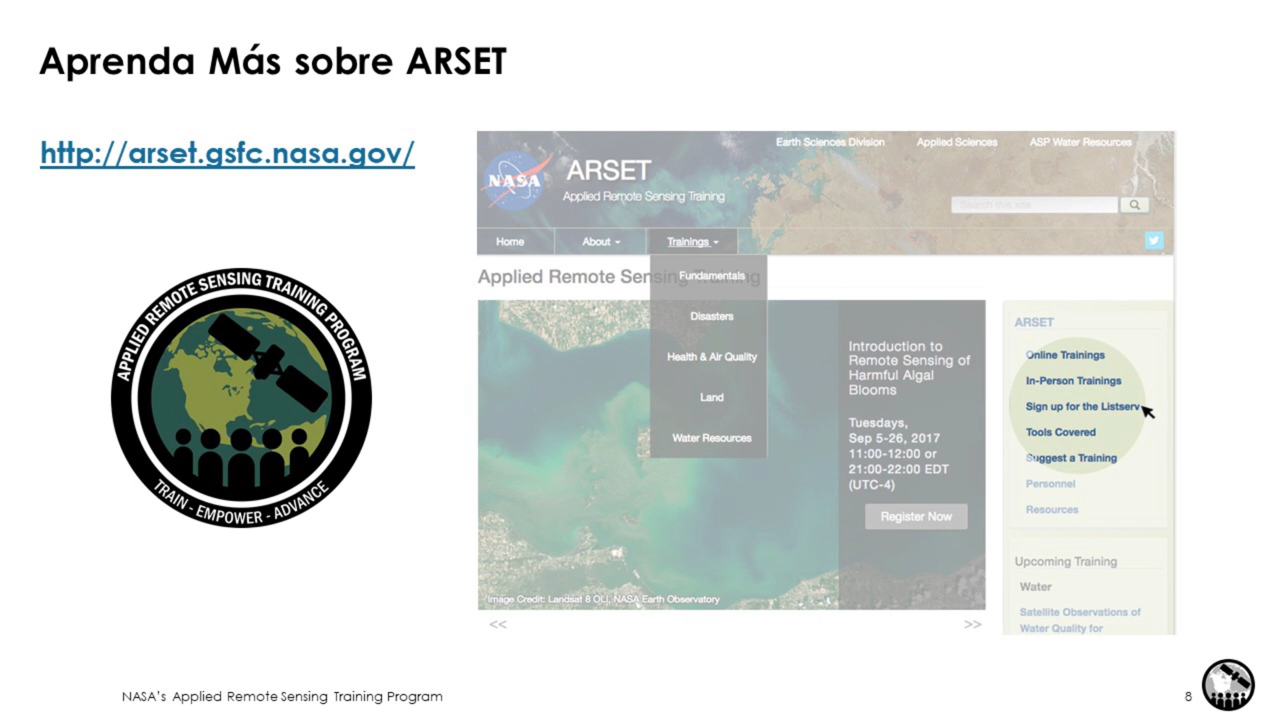 Aprenda Más sobre ARSET
http://arset.gsfc.nasa.gov/
APPLIED REMOTE SENSING TRAINING PROGRAM
TRAIN - EMPOWER - ADVANCE
Earth Sciences Division
Applied Sciences
ASP Water Resources
NASA
ARSET
Applied Remote Sensing Training
Search this site
Home
About
Trainings
Applied Remote Sensing Training
Fundamentals
Disasters
Health & Air Quality
Land
Water Resources
Introduction to
Remote Sensing of
Harmful Algal
Blooms
Tuesdays,
Sep 5-26, 2017
11:00-12:00 or
21:00-22:00 EDT
(UTC-4)
Register Now
Image Credit: Landsat 8 OLI, NASA Earth Observatory
<<
>>
ARSET
Online Trainings
In-Person Trainings
Sign up for the Listserv
Tools Covered
Suggest a Training
Personnel
Resources
Upcoming Training
Water
Satellite Observations of
Water Quality for
NASA's Applied Remote Sensing Training Program
8